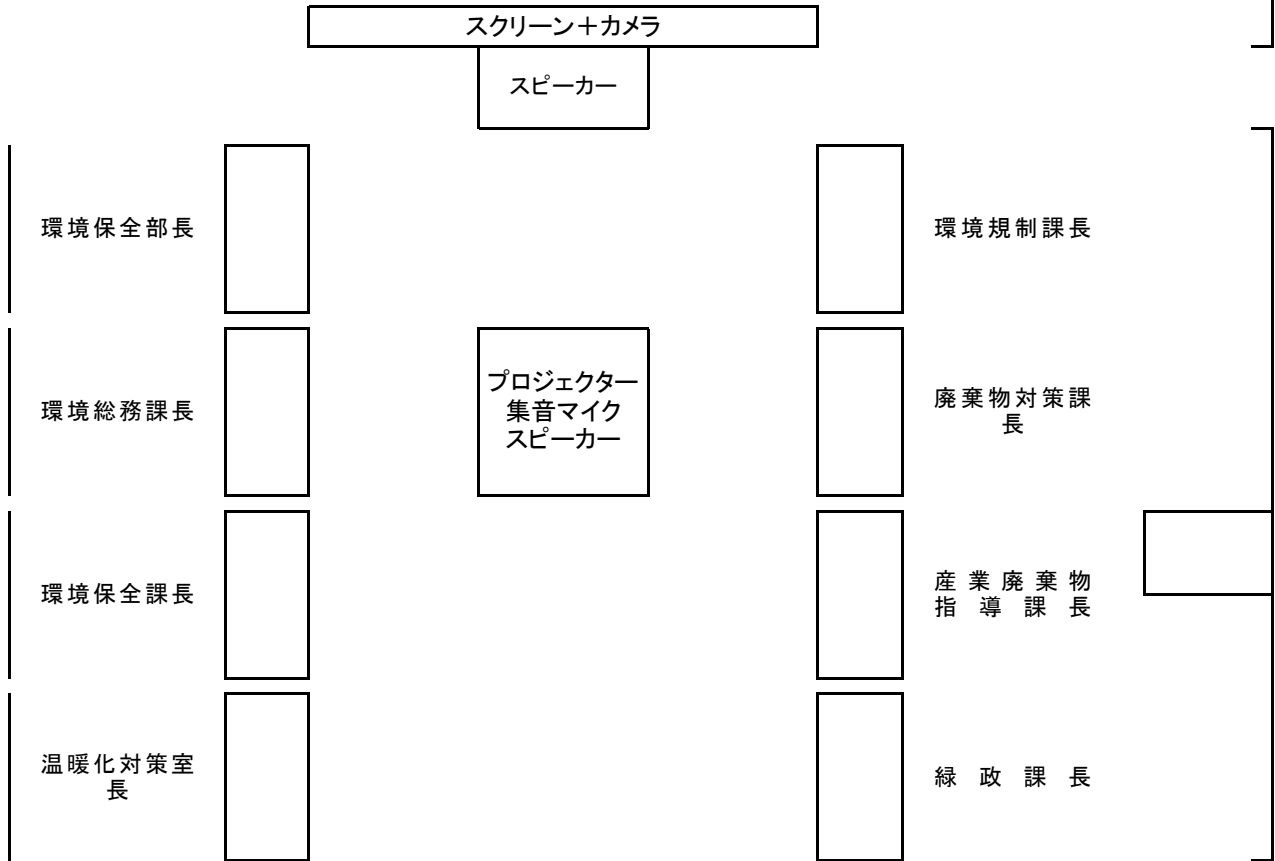 スクリーン＋カメラ
スピーカー
環境保全部長
環境規制課長
環境総務課長
プロジェクター
集音マイク
スピーカー
廃棄物対策課
長
環境保全課長
産業廃棄物
指導課長
温暖化対策室
長
緑政課長